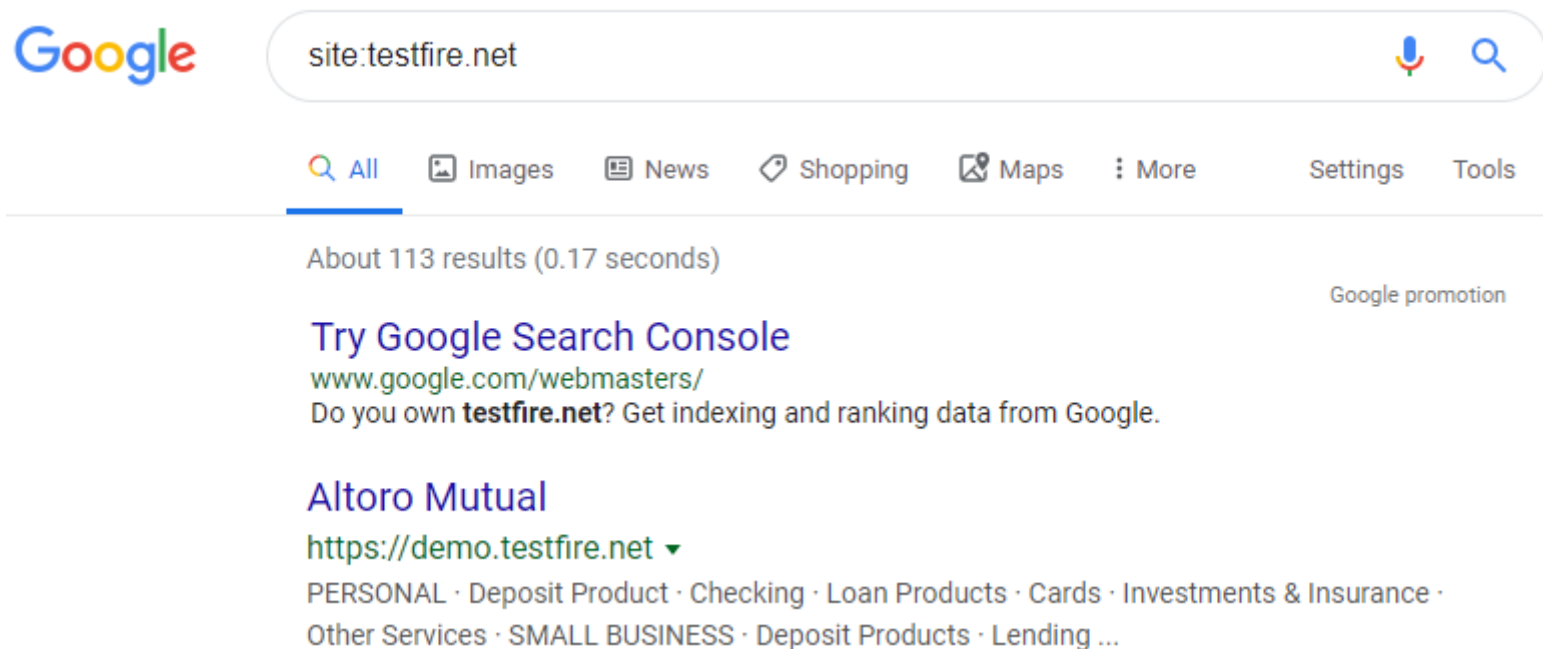 Google
site:testfire.net
All Images News Shopping Maps More Settings Tools
About 113 results (0.17 seconds)
Google promotion
Try Google Search Console
www.google.com/webmasters/
Do you own testfire.net? Get indexing and ranking data from Google.
Altoro Mutual
https://demo.testfire.net
PERSONAL · Deposit Product · Checking · Loan Products · Cards · Investments & Insurance ·
Other Services · SMALL BUSINESS · Deposit Products · Lending ...